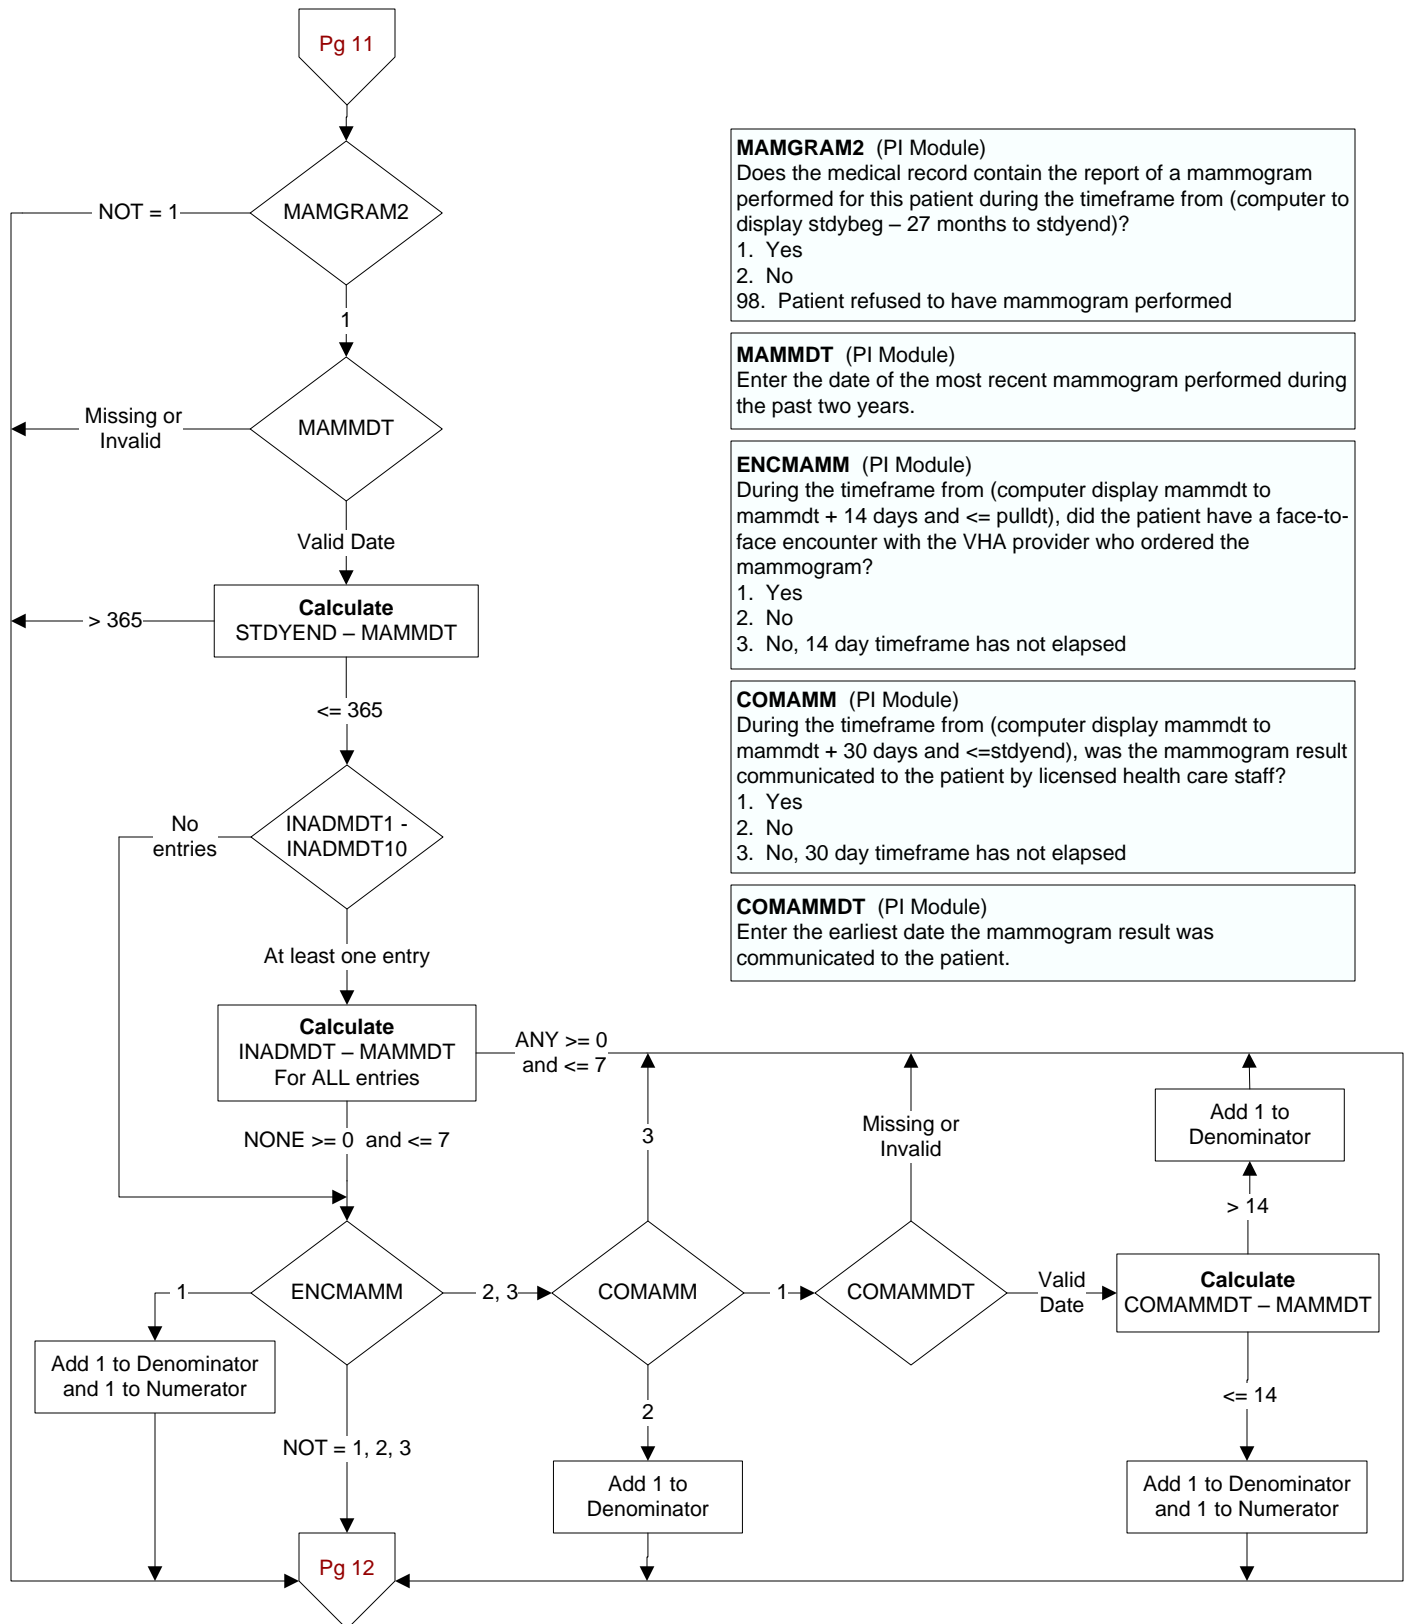 Pg 11
MAMGRAM2
NOT = 1
1
MAMMDT
Missing or
Invalid
Valid Date
Calculate
STDYEND – MAMMDT
> 365
<= 365
INADMDT1 -
INADMDT10
No
entries
At least one entry
Calculate
INADMDT – MAMMDT
For ALL entries
ANY >= 0
and <= 7
NONE >= 0 and <= 7
ENCMAMM
1
2, 3
Add 1 to Denominator
and 1 to Numerator
NOT = 1, 2, 3
COMAMM
3
1
2
Add 1 to
Denominator
COMAMMDT
Missing or
Invalid
Valid
Date
Calculate
COMAMMDT – MAMMDT
> 14
Add 1 to
Denominator
<= 14
Add 1 to Denominator
and 1 to Numerator
Pg 12
MAMGRAM2 (PI Module)
Does the medical record contain the report of a mammogram
performed for this patient during the timeframe from (computer to
display stdybeg – 27 months to stdyend)?
1. Yes
2. No
98. Patient refused to have mammogram performed
MAMMDT (PI Module)
Enter the date of the most recent mammogram performed during
the past two years.
ENCMAMM (PI Module)
During the timeframe from (computer display mammdt to
mammdt + 14 days and <= pulldt), did the patient have a face-to-
face encounter with the VHA provider who ordered the
mammogram?
1. Yes
2. No
3. No, 14 day timeframe has not elapsed
COMAMM (PI Module)
During the timeframe from (computer display mammdt to
mammdt + 30 days and <=stdyend), was the mammogram result
communicated to the patient by licensed health care staff?
1. Yes
2. No
3. No, 30 day timeframe has not elapsed
COMAMMDT (PI Module)
Enter the earliest date the mammogram result was
communicated to the patient.